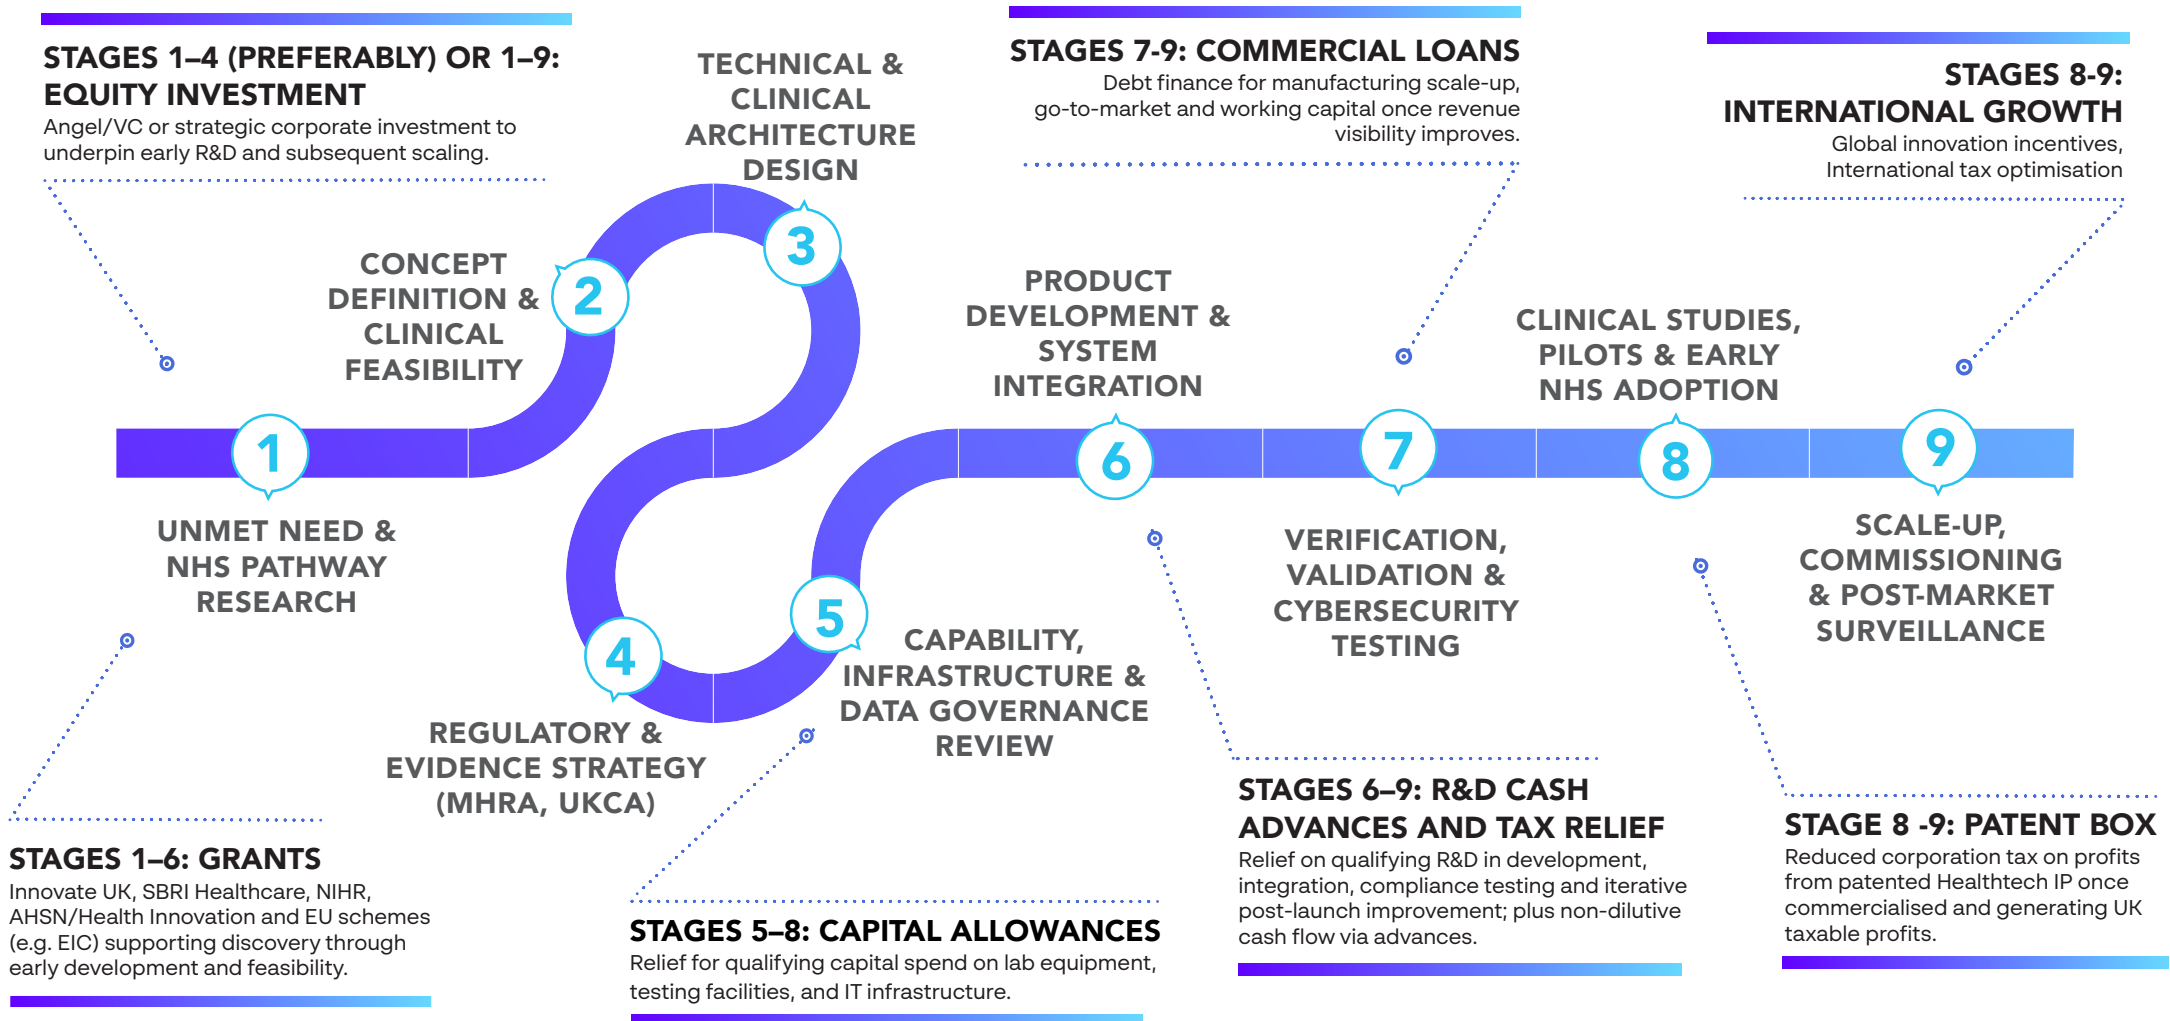 STAGES 1–4 (PREFERABLY) OR 1–9:
EQUITY INVESTMENT
Angel/VC or strategic corporate investment to
underpin early R&D and subsequent scaling.
TECHNICAL &
CLINICAL
ARCHITECTURE
DESIGN
STAGES 7-9: COMMERCIAL LOANS
Debt finance for manufacturing scale-up,
go-to-market and working capital once revenue
visibility improves.
STAGES 8-9:
INTERNATIONAL GROWTH
Global innovation incentives,
International tax optimisation
CONCEPT
DEFINITION &
CLINICAL
FEASIBILITY
2
3
PRODUCT
DEVELOPMENT &
SYSTEM
INTEGRATION
CLINICAL STUDIES,
PILOTS & EARLY
NHS ADOPTION
1
6
7
8
9
UNMET NEED &
NHS PATHWAY
RESEARCH
VERIFICATION,
VALIDATION &
CYBERSECURITY
TESTING
SCALE-UP,
COMMISSIONING
& POST-MARKET
SURVEILLANCE
4
5
CAPABILITY,
INFRASTRUCTURE &
DATA GOVERNANCE
REVIEW
REGULATORY &
EVIDENCE STRATEGY
(MHRA, UKCA)
STAGES 1–6: GRANTS
Innovate UK, SBRI Healthcare, NIHR,
AHSN/Health Innovation and EU schemes
(e.g. EIC) supporting discovery through
early development and feasibility.
STAGES 5–8: CAPITAL ALLOWANCES
Relief for qualifying capital spend on lab equipment,
testing facilities, and IT infrastructure.
STAGES 6–9: R&D CASH
ADVANCES AND TAX RELIEF
Relief on qualifying R&D in development,
integration, compliance testing and iterative
post-launch improvement; plus non-dilutive
cash flow via advances.
STAGE 8 -9: PATENT BOX
Reduced corporation tax on profits
from patented Healthtech IP once
commercialised and generating UK
taxable profits.